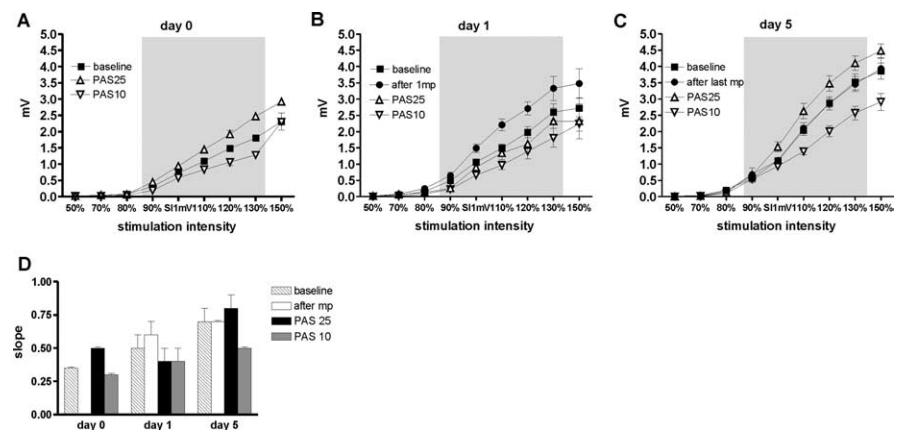 A
day 0
5.0
4.5
4.0
3.5
3.0
2.5
2.0
1.5
1.0
0.5
0.0
mV
baseline
PAS25
PAS10
50% 70% 80% 90% SI1mV110% 120% 130% 150%
stimulation intensity
B
day 1
5.0
4.5
4.0
3.5
3.0
2.5
2.0
1.5
1.0
0.5
0.0
mV
baseline
after 1mp
PAS25
PAS10
50% 70% 80% 90% SI1mV110% 120% 130% 150%
stimulation intensity
C
day 5
5.0
4.5
4.0
3.5
3.0
2.5
2.0
1.5
1.0
0.5
0.0
mV
baseline
after last mp
PAS25
PAS10
50% 70% 80% 90% SI1mV110% 120% 130% 150%
stimulation intensity
D
1.00
0.75
0.50
0.25
0.00
slope
baseline
after mp
PAS 25
PAS 10
day 0 day 1 day 5